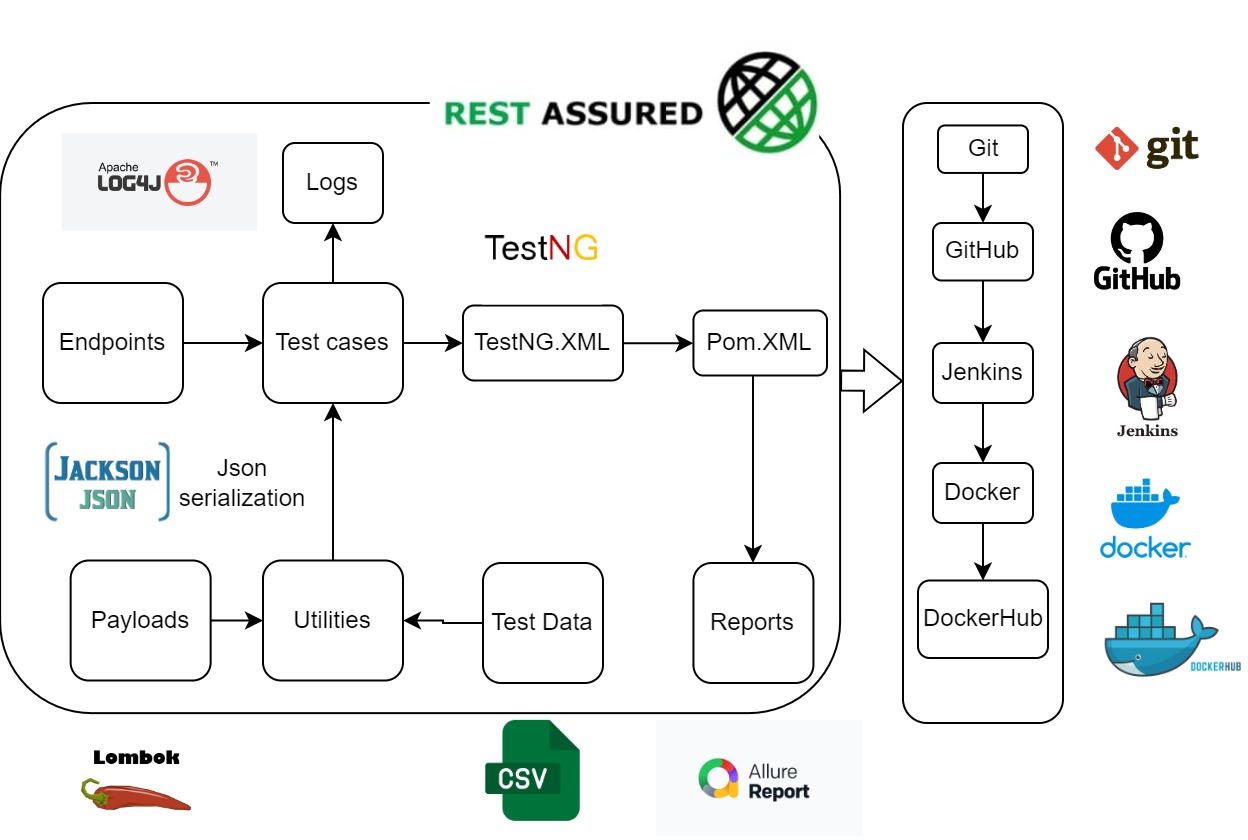 REST ASSURED
Apache
LOG4J™
Logs
TestNG
Endpoints
Test cases
TestNG.XML
Pom.XML
JACKSON
JSON
Json
serialization
Payloads
Utilities
Test Data
Reports
Lombok
CSV
Allure
Report
Git
GitHub
Jenkins
Docker
DockerHub
git
GitHub
Jenkins
docker
DOCKERHUB